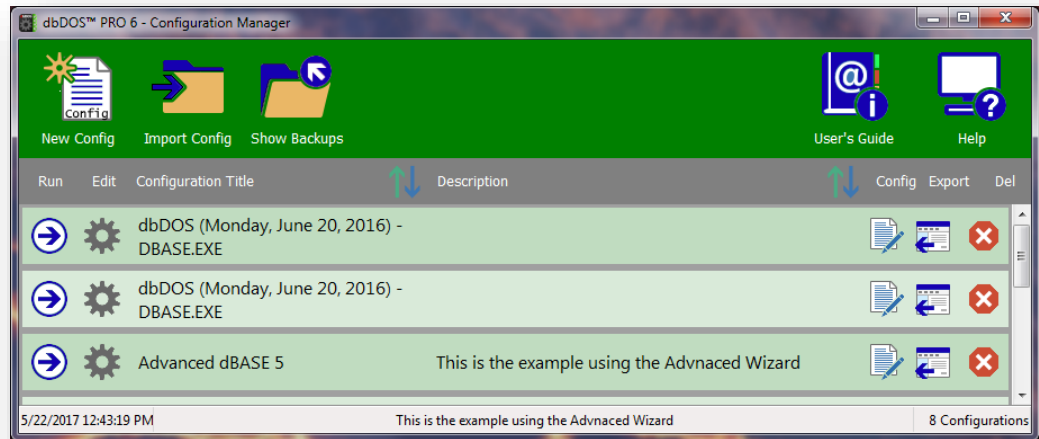 dbDOS™ PRO 6 - Configuration Manager
Config
New Config Import Config Show Backups User's Guide Help
Run Edit Configuration Title Description Config Export Del
dbDOS (Monday, June 20, 2016) -
DBASE.EXE
dbDOS (Monday, June 20, 2016) -
DBASE.EXE
Advanced dBASE 5 This is the example using the Advnaced Wizard
5/22/2017 12:43:19 PM This is the example using the Advnaced Wizard 8 Configurations